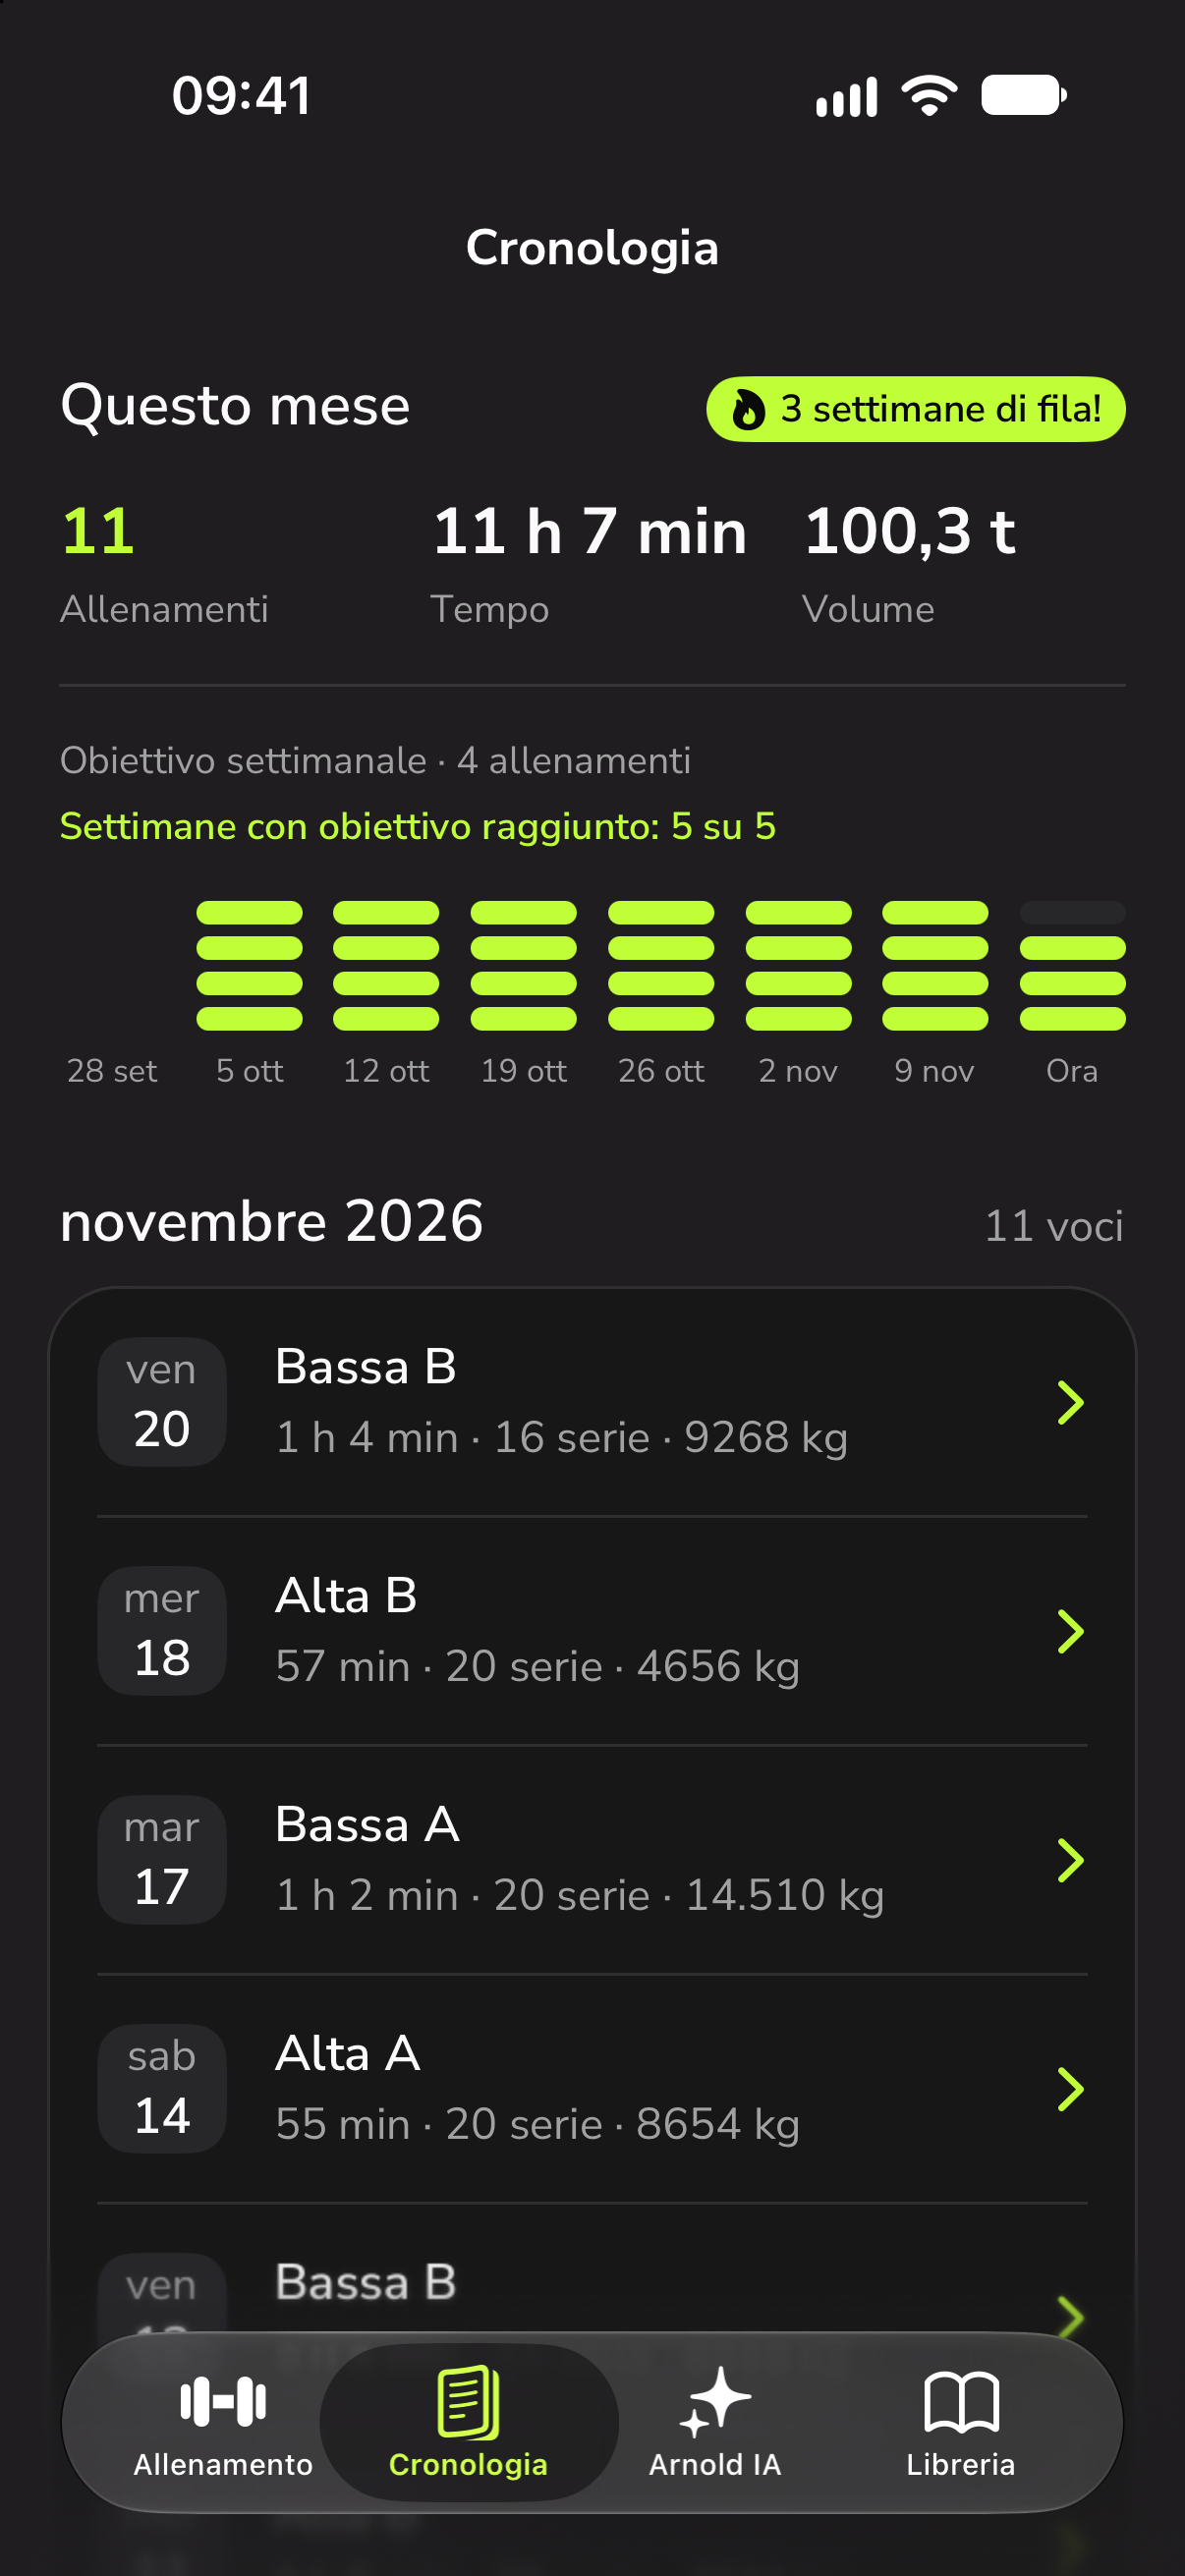 09:41
Cronologia
Questo mese
3 settimane di fila!
11
11 h 7 min
100,3 t
Allenamenti
Tempo
Volume
Obiettivo settimanale · 4 allenamenti
Settimane con obiettivo raggiunto: 5 su 5
28 set
5 ott
12 ott
19 ott
26 ott
2 nov
9 nov
Ora
novembre 2026
11 voci
ven
20
Bassa B
1 h 4 min · 16 serie · 9268 kg
mer
18
Alta B
57 min · 20 serie · 4656 kg
mar
17
Bassa A
1 h 2 min · 20 serie · 14.510 kg
sab
14
Alta A
55 min · 20 serie · 8654 kg
ven
Bassa B
Allenamento
Cronologia
Arnold IA
Libreria